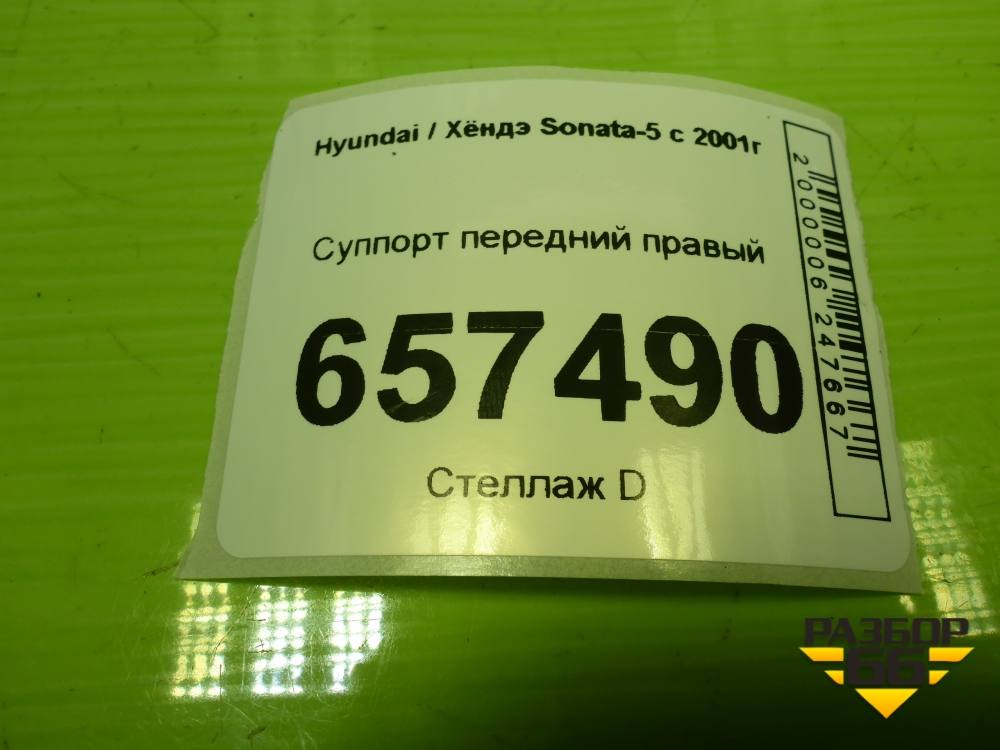 Hyundai / Хёндэ Sonata-5 с 2001г
Суппорт передний правый
657490
Стеллаж D
2000006247667
РАЗБОР
66